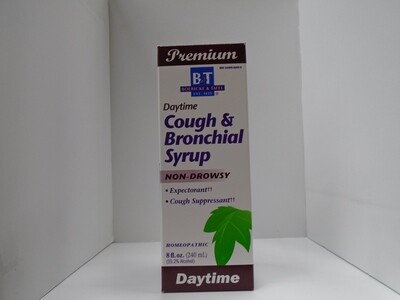 Premium
B&T
BOERICKE & TAFEL
Daytime
Cough &
Bronchial
Syrup
NON-DROWSY
• Expectorant††
• Cough Suppressant††
HOMEOPATHIC
8 fl. oz. (240 mL)
Daytime